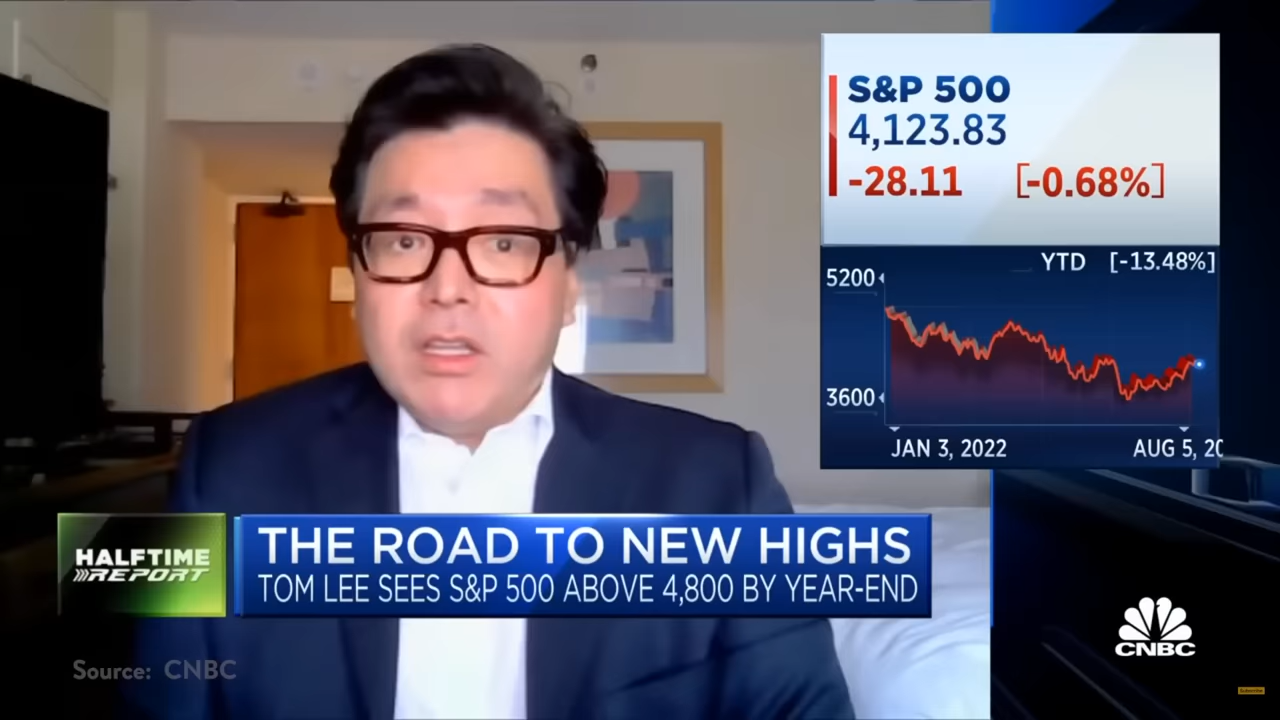 S&P 500
4,123.83
-28.11 [-0.68%]
YTD [-13.48%]
5200
3600
JAN 3, 2022 AUG 5, 20
HALFTIME
REPORT
THE ROAD TO NEW HIGHS
TOM LEE SEES S&P 500 ABOVE 4,800 BY YEAR-END
Source: CNBC
CNBC
Subscribe